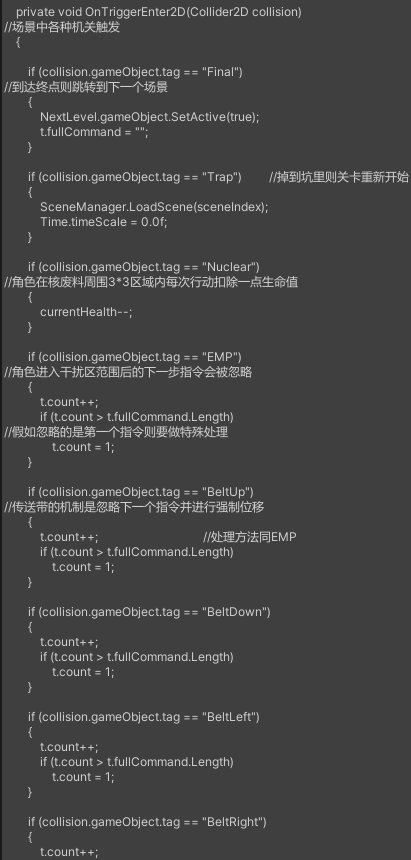 private void OnTriggerEnter2D(Collider2D collision)
//场景中各种机关触发
{
if (collision.gameObject.tag == "Final")
//到达终点则跳转到下一个场景
{
NextLevel.gameObject.SetActive(true);
t.fullCommand = "";
}
if (collision.gameObject.tag == "Trap") //掉到坑里则关卡重新开始
{
SceneManager.LoadScene(sceneIndex);
Time.timeScale = 0.0f;
}
if (collision.gameObject.tag == "Nuclear")
//角色在核废料周围3*3区域内每次行动扣除一点生命值
{
currentHealth--;
}
if (collision.gameObject.tag == "EMP")
//角色进入干扰区范围后的下一步指令会被忽略
{
t.count++;
if (t.count > t.fullCommand.Length)
//假如忽略的是第一个指令则要做特殊处理
t.count = 1;
}
if (collision.gameObject.tag == "BeltUp")
//传送带的机制是忽略下一个指令并进行强制位移
{
t.count++; //处理方法同EMP
if (t.count > t.fullCommand.Length)
t.count = 1;
}
if (collision.gameObject.tag == "BeltDown")
{
t.count++;
if (t.count > t.fullCommand.Length)
t.count = 1;
}
if (collision.gameObject.tag == "BeltLeft")
{
t.count++;
if (t.count > t.fullCommand.Length)
t.count = 1;
}
if (collision.gameObject.tag == "BeltRight")
{
t.count++;